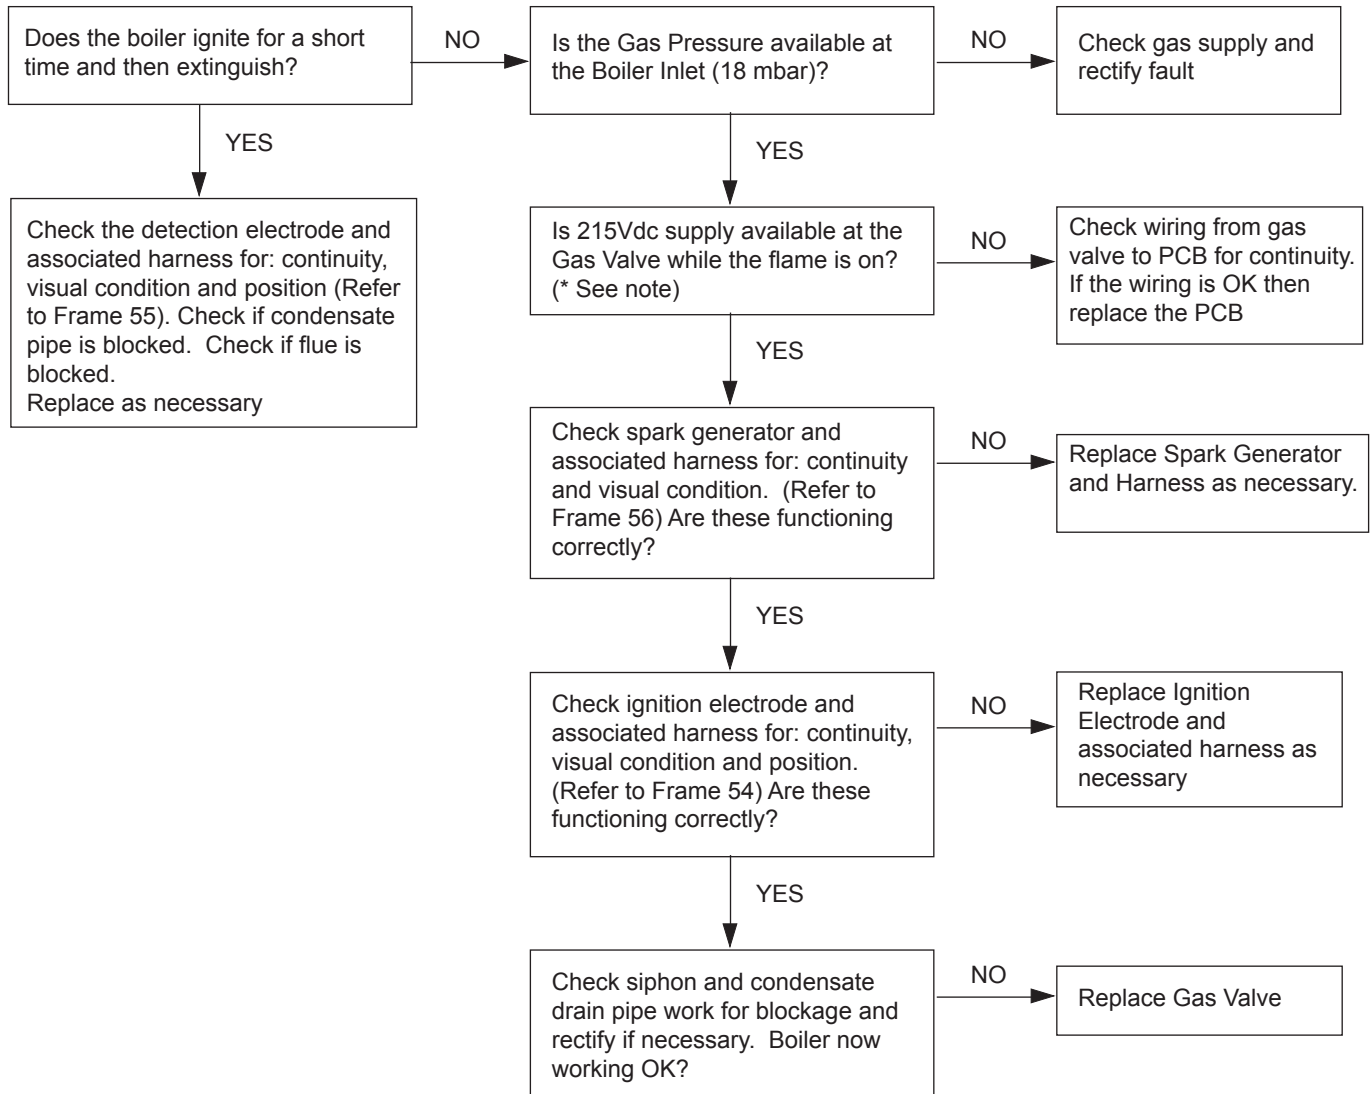 Does the boiler ignite for a short
time and then extinguish?
NO
Is the Gas Pressure available at
the Boiler Inlet (18 mbar)?
NO
Check gas supply and
rectify fault
YES
YES
Check the detection electrode and
associated harness for: continuity,
visual condition and position (Refer
to Frame 55). Check if condensate
pipe is blocked.  Check if flue is
blocked.
Replace as necessary
Is 215Vdc supply available at the
Gas Valve while the flame is on?
(* See note)
NO
Check wiring from gas
valve to PCB for continuity.
If the wiring is OK then
replace the PCB
YES
Check spark generator and
associated harness for: continuity
and visual condition.  (Refer to
Frame 56) Are these functioning
correctly?
NO
Replace Spark Generator
and Harness as necessary.
YES
Check ignition electrode and
associated harness for: continuity,
visual condition and position.
(Refer to Frame 54) Are these
functioning correctly?
NO
Replace Ignition
Electrode and
associated harness as
necessary
YES
Check siphon and condensate
drain pipe work for blockage and
rectify if necessary.  Boiler now
working OK?
NO
Replace Gas Valve